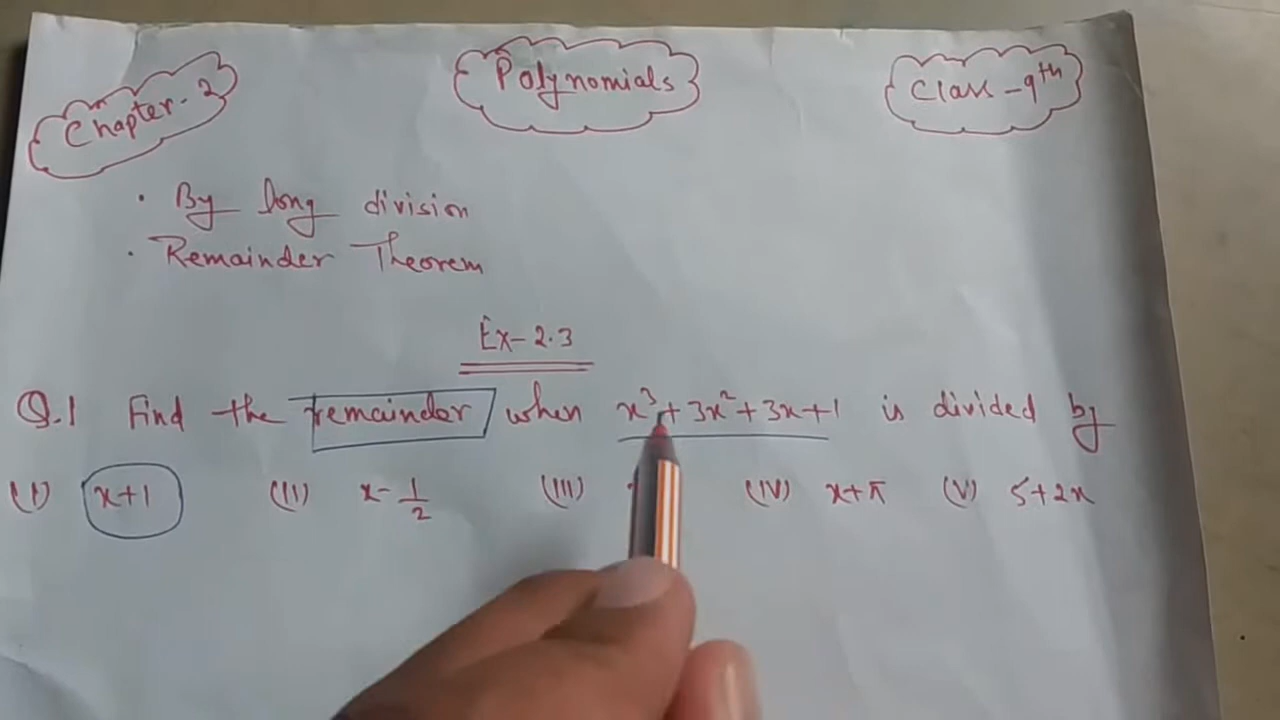 Chapter-2
Polynomials
Class-9th
· By long division
· Remainder Theorem
Ex-2.3
Q.1 Find the remainder when x³+3x²+3x+1 is divided by
(I) x+1 (II) x-1/2 (III) (IV) x+π (V) 5+2x